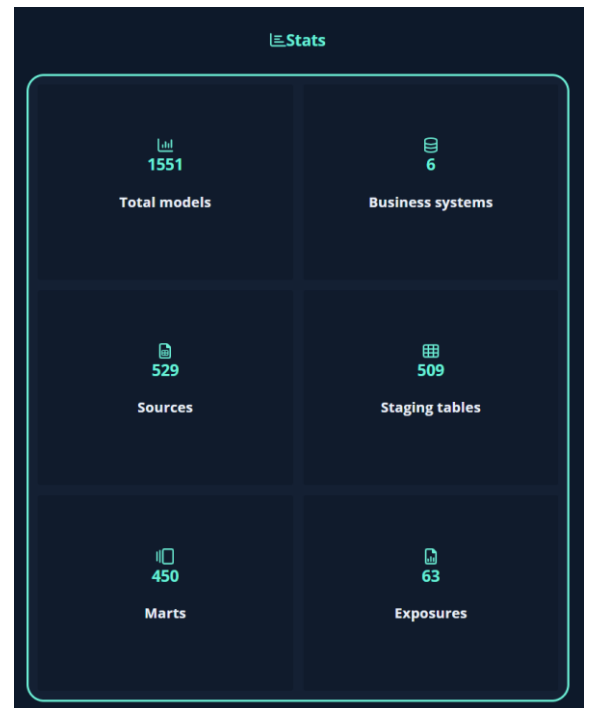 Stats
1551
6
Total models
Business systems
529
509
Sources
Staging tables
450
63
Marts
Exposures